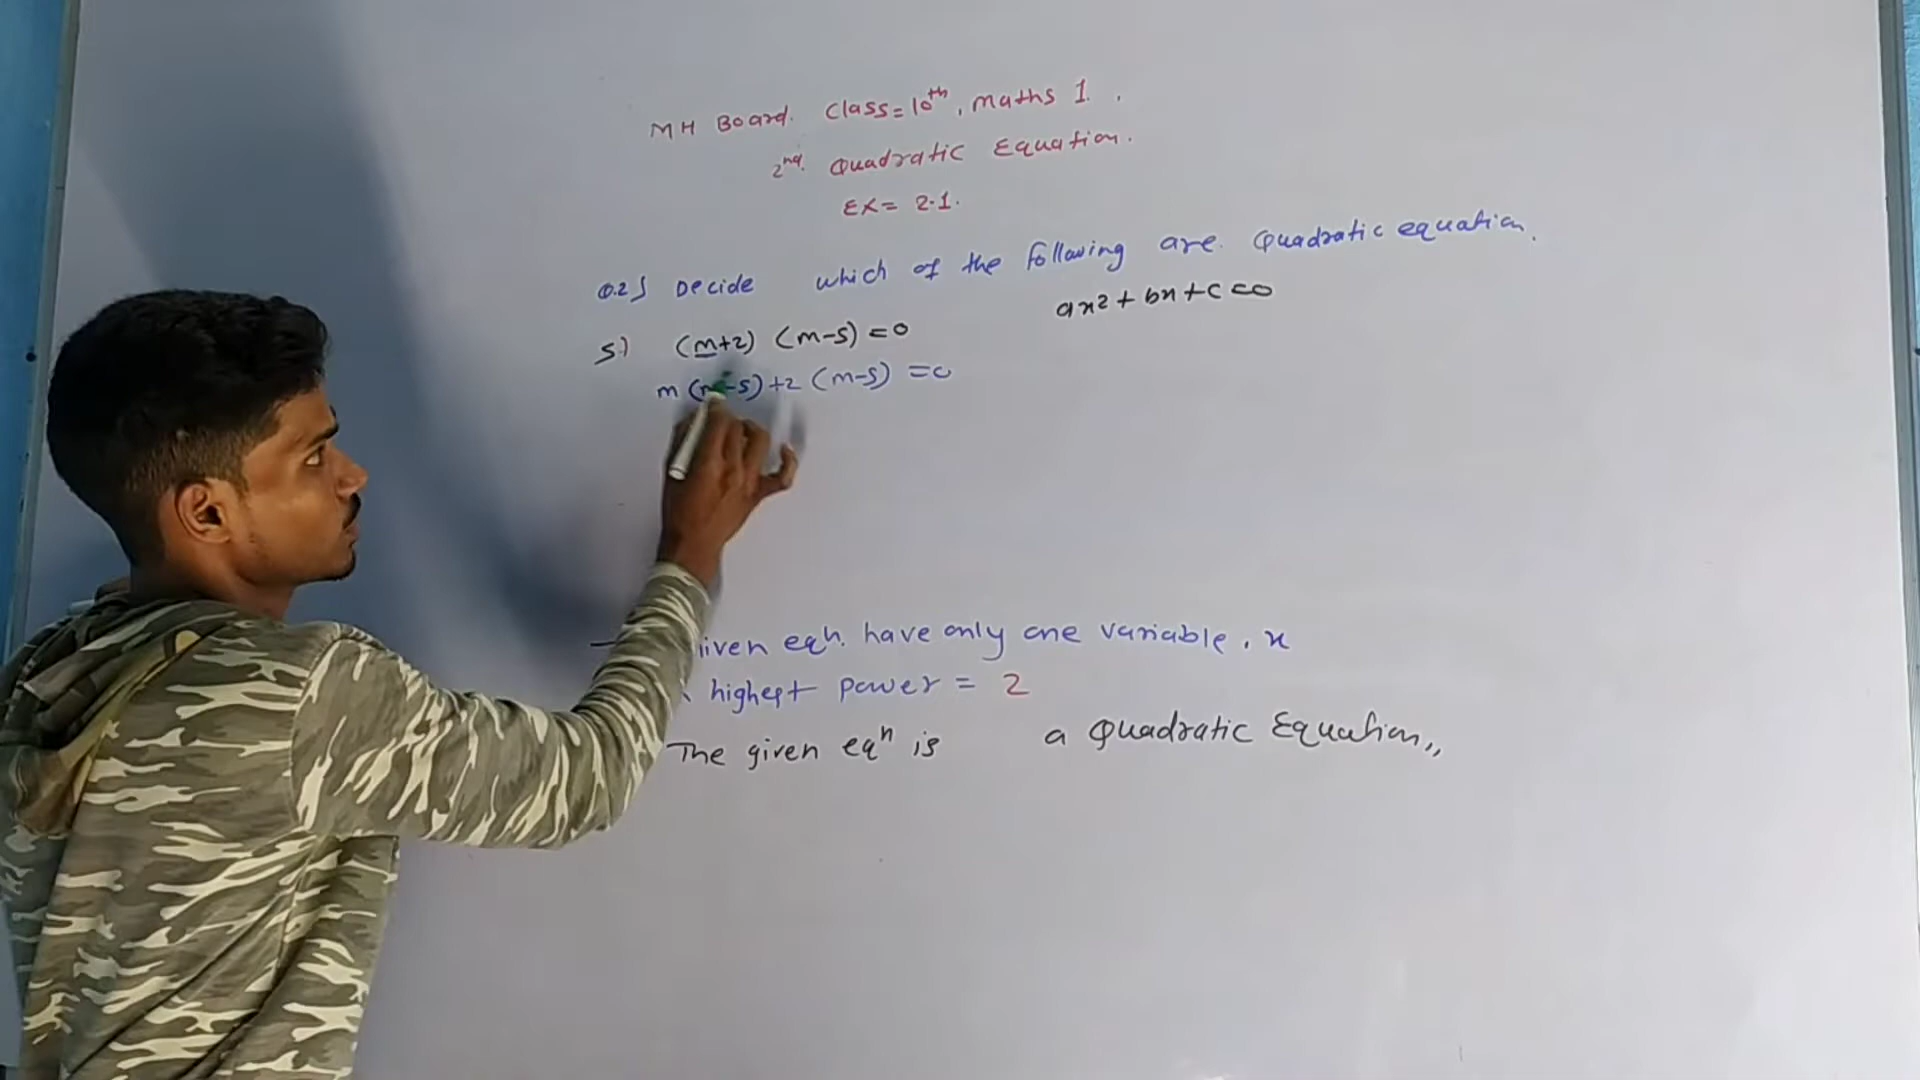 MH Board. Class=10th, maths 1.
2nd. Quadratic Equation.
EX= 2.1.
Q.2) Decide which of the following are. Quadratic equation.
ax²+bx+c=0
5) (m+2) (m-5)=0
m(m-5)+2(m-5)=0
iven eqn. have only one variable. x
highest power = 2
The given eqn is a Quadratic Equation,,